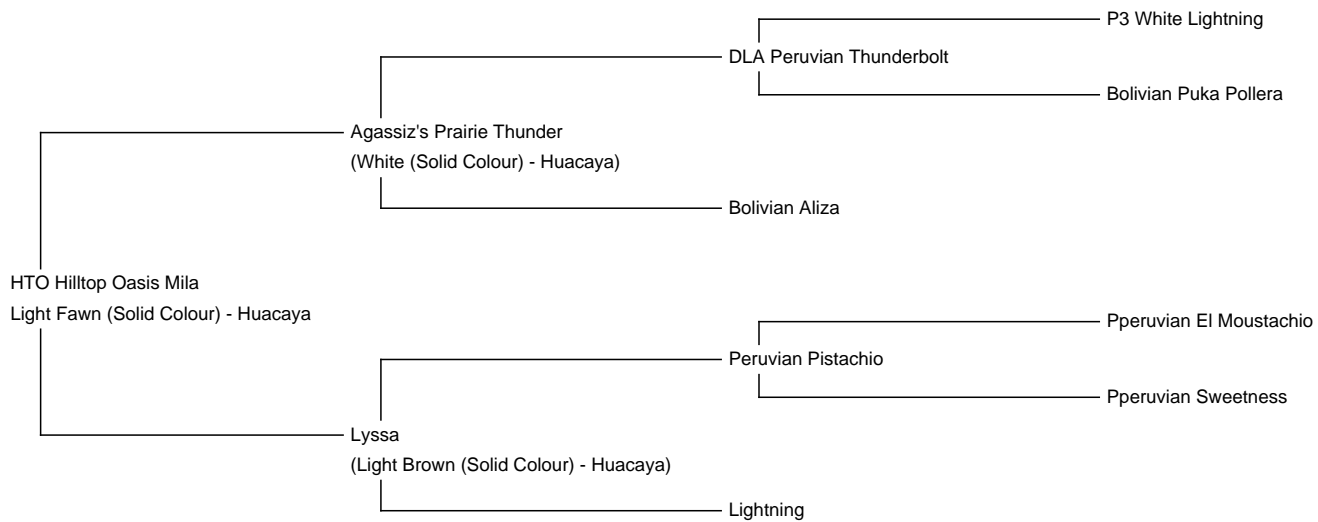 P3 White Lightning
DLA Peruvian Thunderbolt
Bolivian Puka Pollera
Agassiz's Prairie Thunder
(White (Solid Colour) - Huacaya)
Bolivian Aliza
HTO Hilltop Oasis Mila
Light Fawn (Solid Colour) - Huacaya
Pperuvian El Moustachio
Peruvian Pistachio
Pperuvian Sweetness
Lyssa
(Light Brown (Solid Colour) - Huacaya)
Lightning